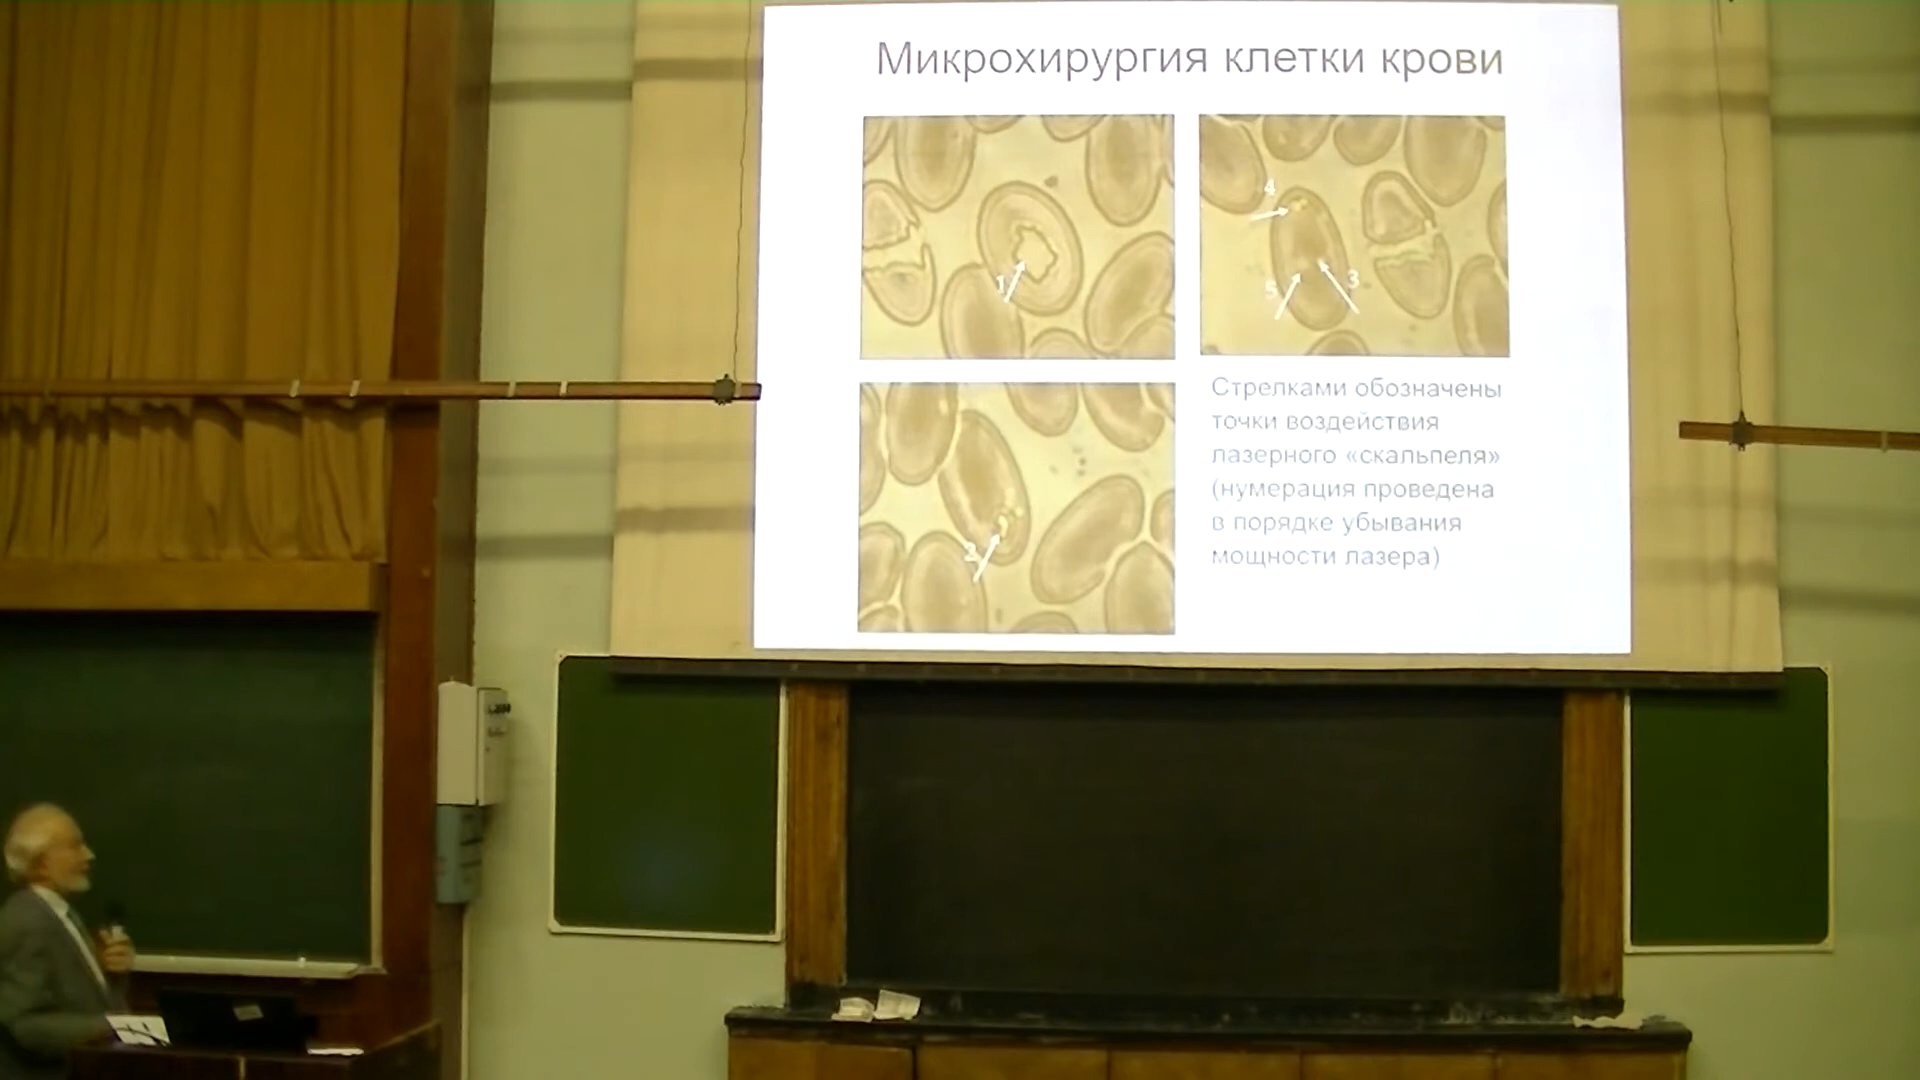 Микрохирургия клетки крови
1
4
5
3
2
Стрелками обозначены
точки воздействия
лазерного «скальпеля»
(нумерация проведена
в порядке убывания
мощности лазера)